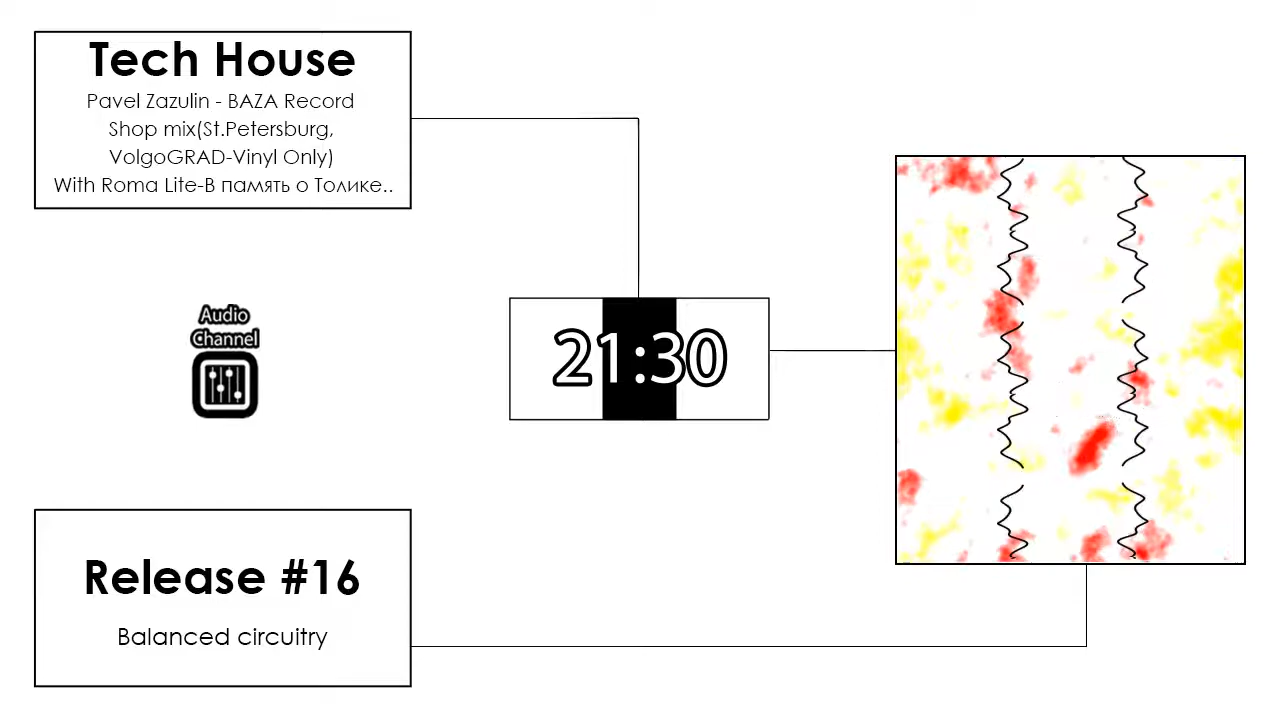 Tech House
Pavel Zazulin - BAZA Record
Shop mix(St.Petersburg,
VolgoGRAD-Vinyl Only)
With Roma Lite-B память о Толике..
Audio
Channel
21:30
Release #16
Balanced circuitry